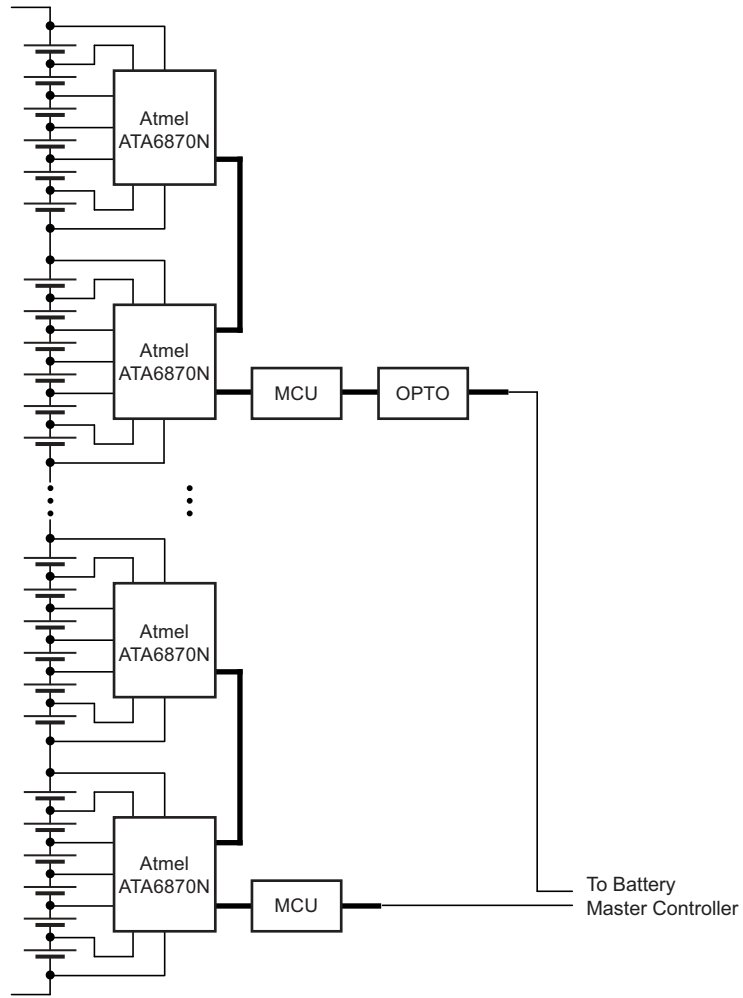 Atmel
ATA6870N
Atmel
ATA6870N
MCU
OPTO
Atmel
ATA6870N
Atmel
ATA6870N
MCU
To Battery
Master Controller